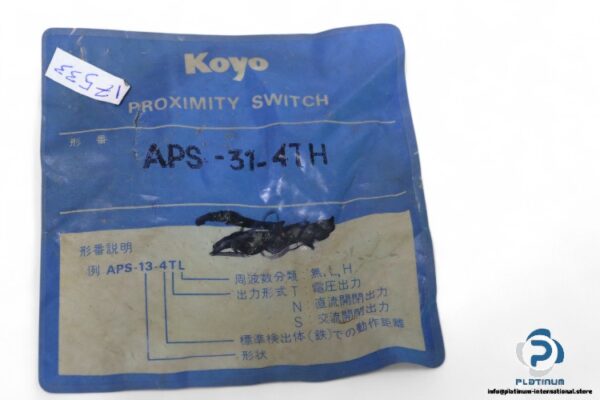 17533
Koyo
PROXIMITY SWITCH
形番
APS-31-4TH
形番説明
例 APS-13-4TL
周波数分類:無, L, H
出力形式 T:電圧出力
N:直流開閉出力
S:交流開閉出力
標準検出体(鉄)での動作距離
形状
PLATINUM
INTERNATIONAL
info@platinum-international.store